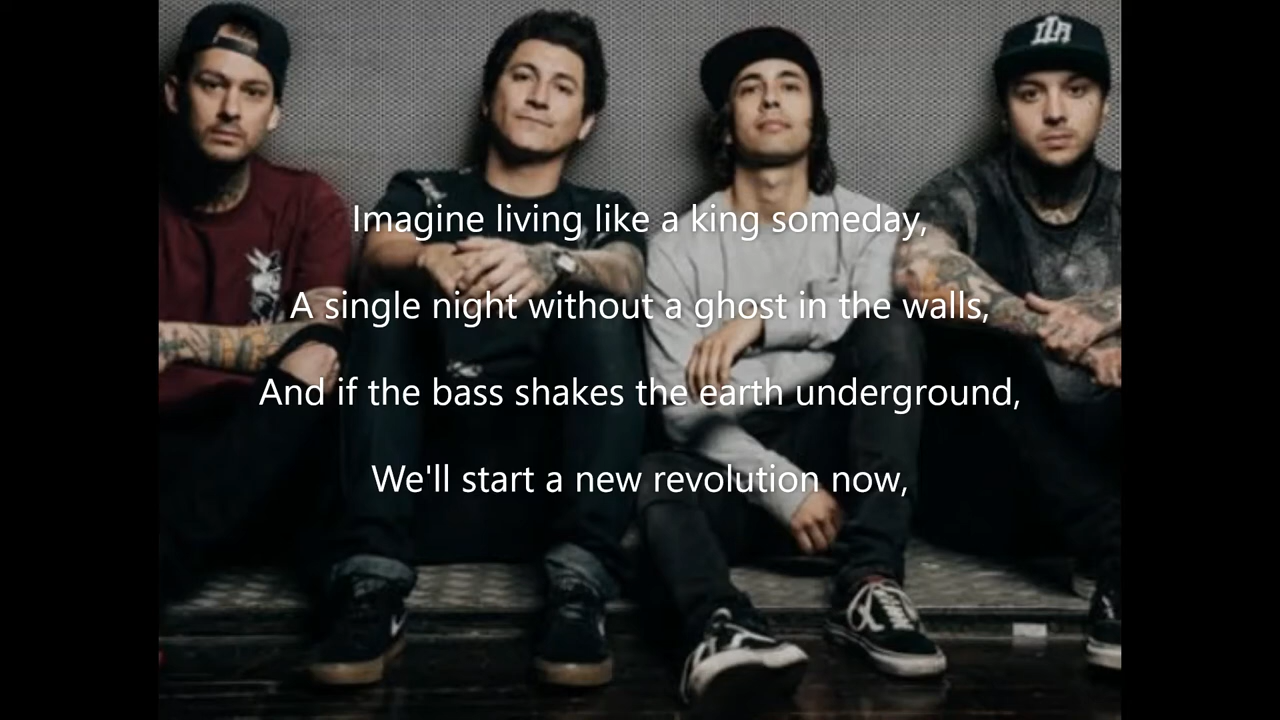 Imagine living like a king someday,
A single night without a ghost in the walls,
And if the bass shakes the earth underground,
We'll start a new revolution now,